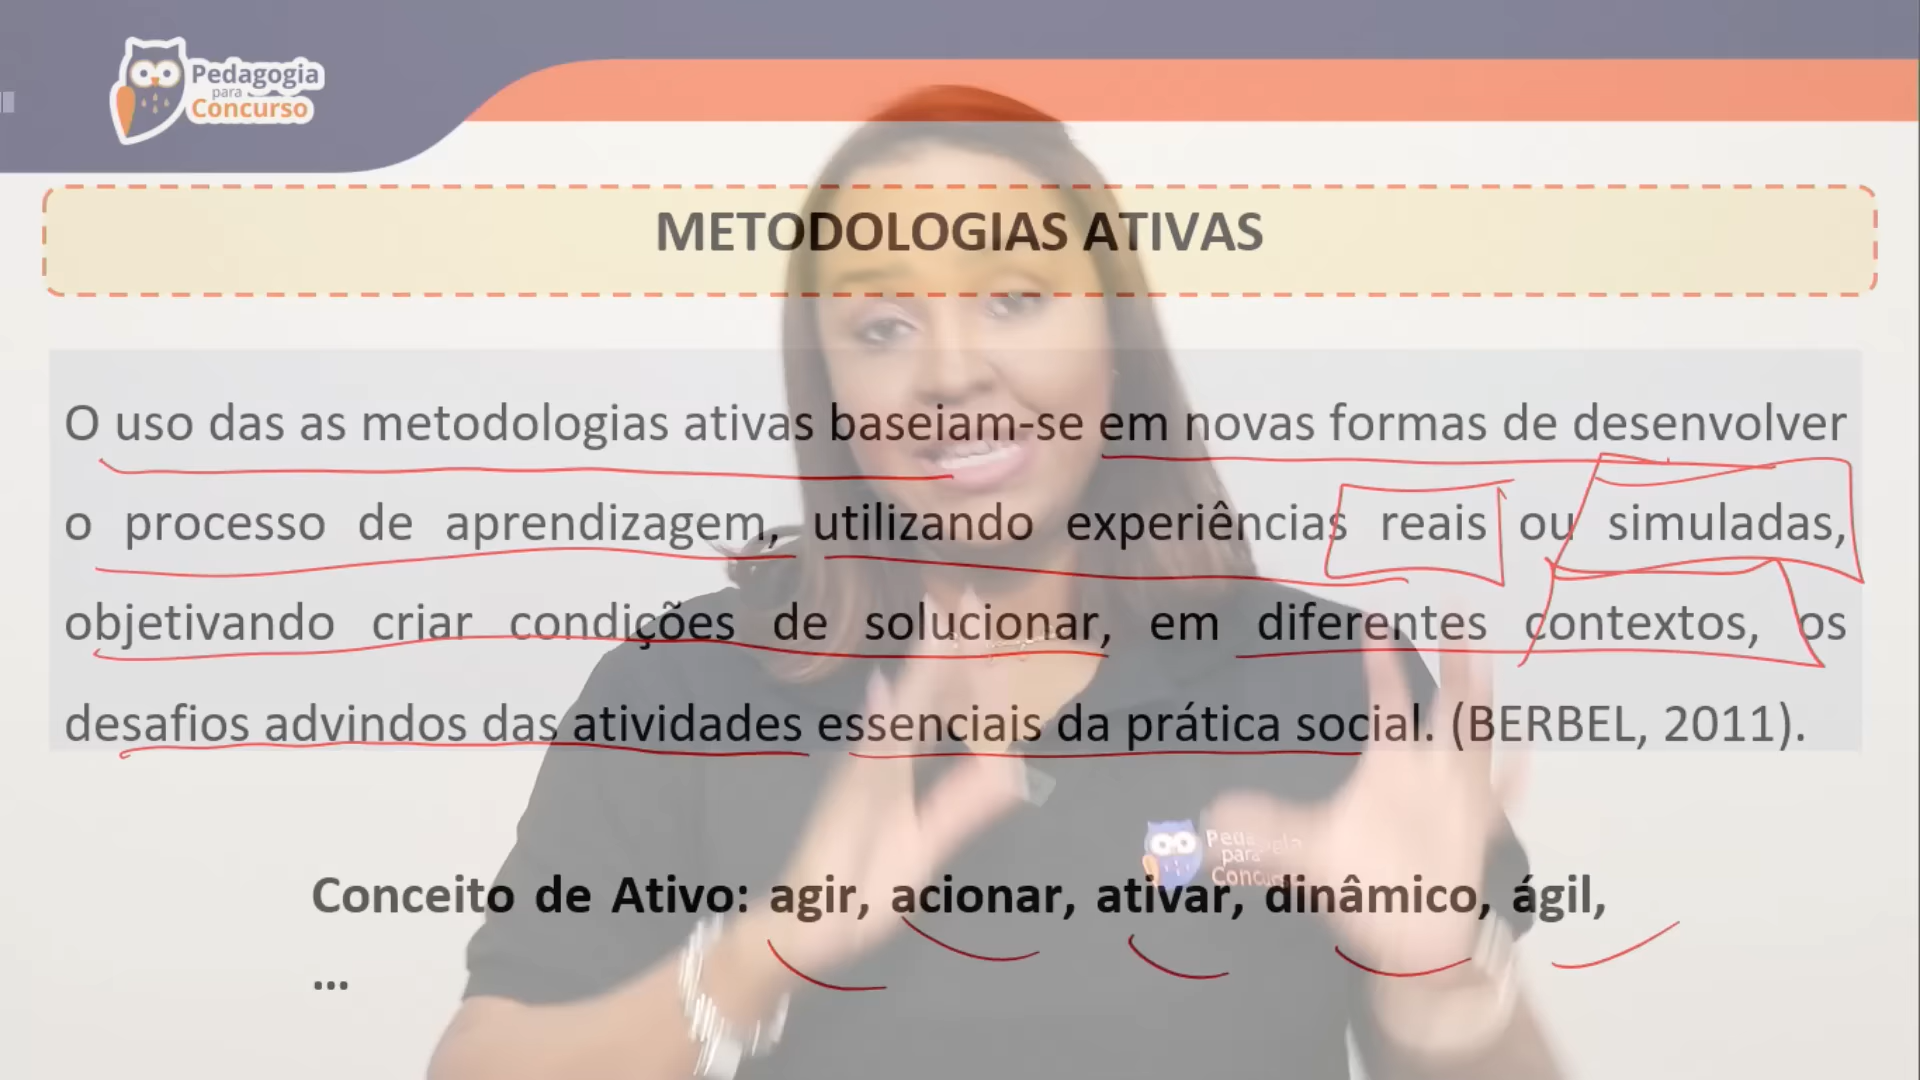 Pedagogia
para
Concurso
METODOLOGIAS ATIVAS
O uso das as metodologias ativas baseiam-se em novas formas de desenvolver
o processo de aprendizagem, utilizando experiências reais ou simuladas,
objetivando criar condições de solucionar, em diferentes contextos, os
desafios advindos das atividades essenciais da prática social. (BERBEL, 2011).
Conceito de Ativo: agir, acionar, ativar, dinâmico, ágil,
...
para